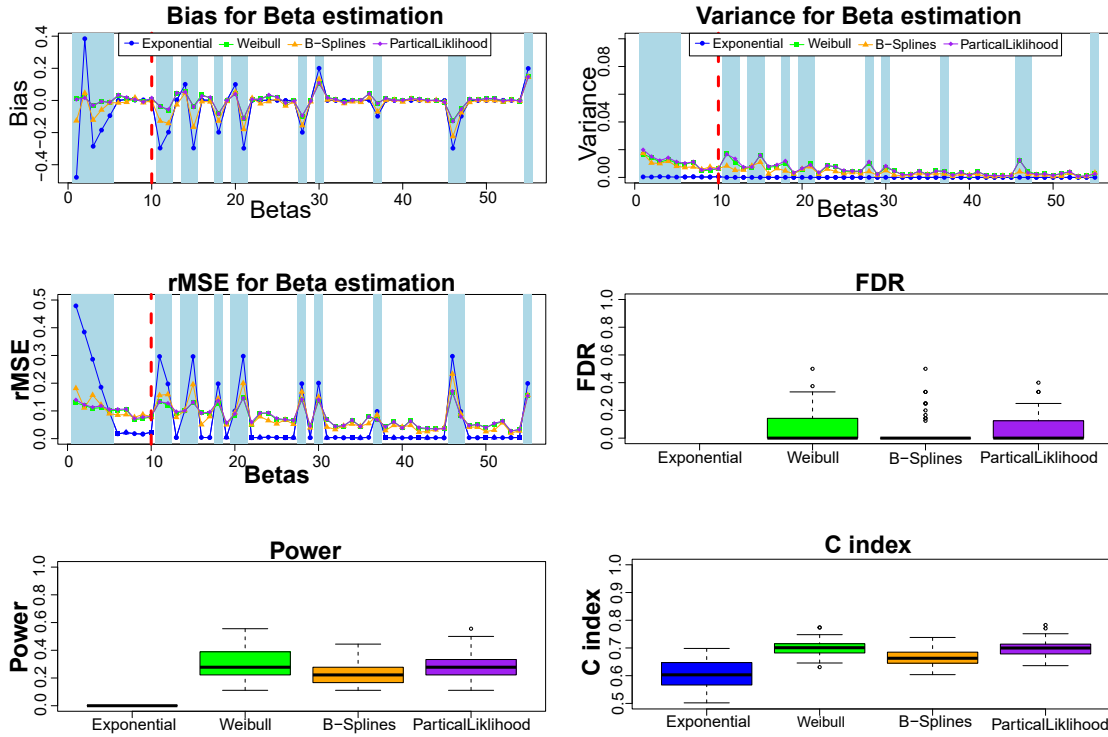 Bias for Beta estimation
Exponential Weibull B−Splines ParticalLiklihood
Bias
−0.4 −0.2 0.0 0.2 0.4
0 10 20 30 40 50
Betas
Variance for Beta estimation
Exponential Weibull B−Splines ParticalLiklihood
Variance
0.00 0.04 0.08
0 10 20 30 40 50
Betas
rMSE for Beta estimation
rMSE
0.0 0.1 0.2 0.3 0.4 0.5
0 10 20 30 40 50
Betas
FDR
FDR
0.0 0.2 0.4 0.6 0.8 1.0
Exponential Weibull B−Splines ParticalLiklihood
Power
Power
0.0 0.2 0.4 0.6 0.8 1.0
Exponential Weibull B−Splines ParticalLiklihood
C index
C index
0.5 0.6 0.7 0.8 0.9 1.0
Exponential Weibull B−Splines ParticalLiklihood